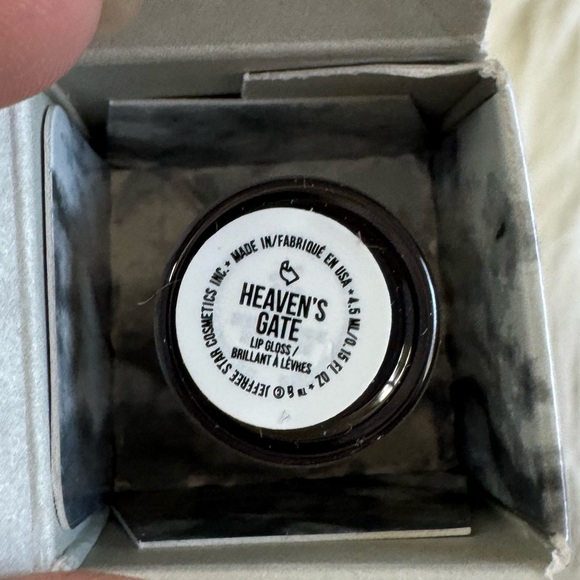 HEAVEN'S
GATE
LIP GLOSS /
BRILLANT À LÈVRES
™ & © JEFFREE STAR COSMETICS INC. ★ MADE IN/FABRIQUÉ EN USA ★ 4.5 ML/0.15 FL OZ ★